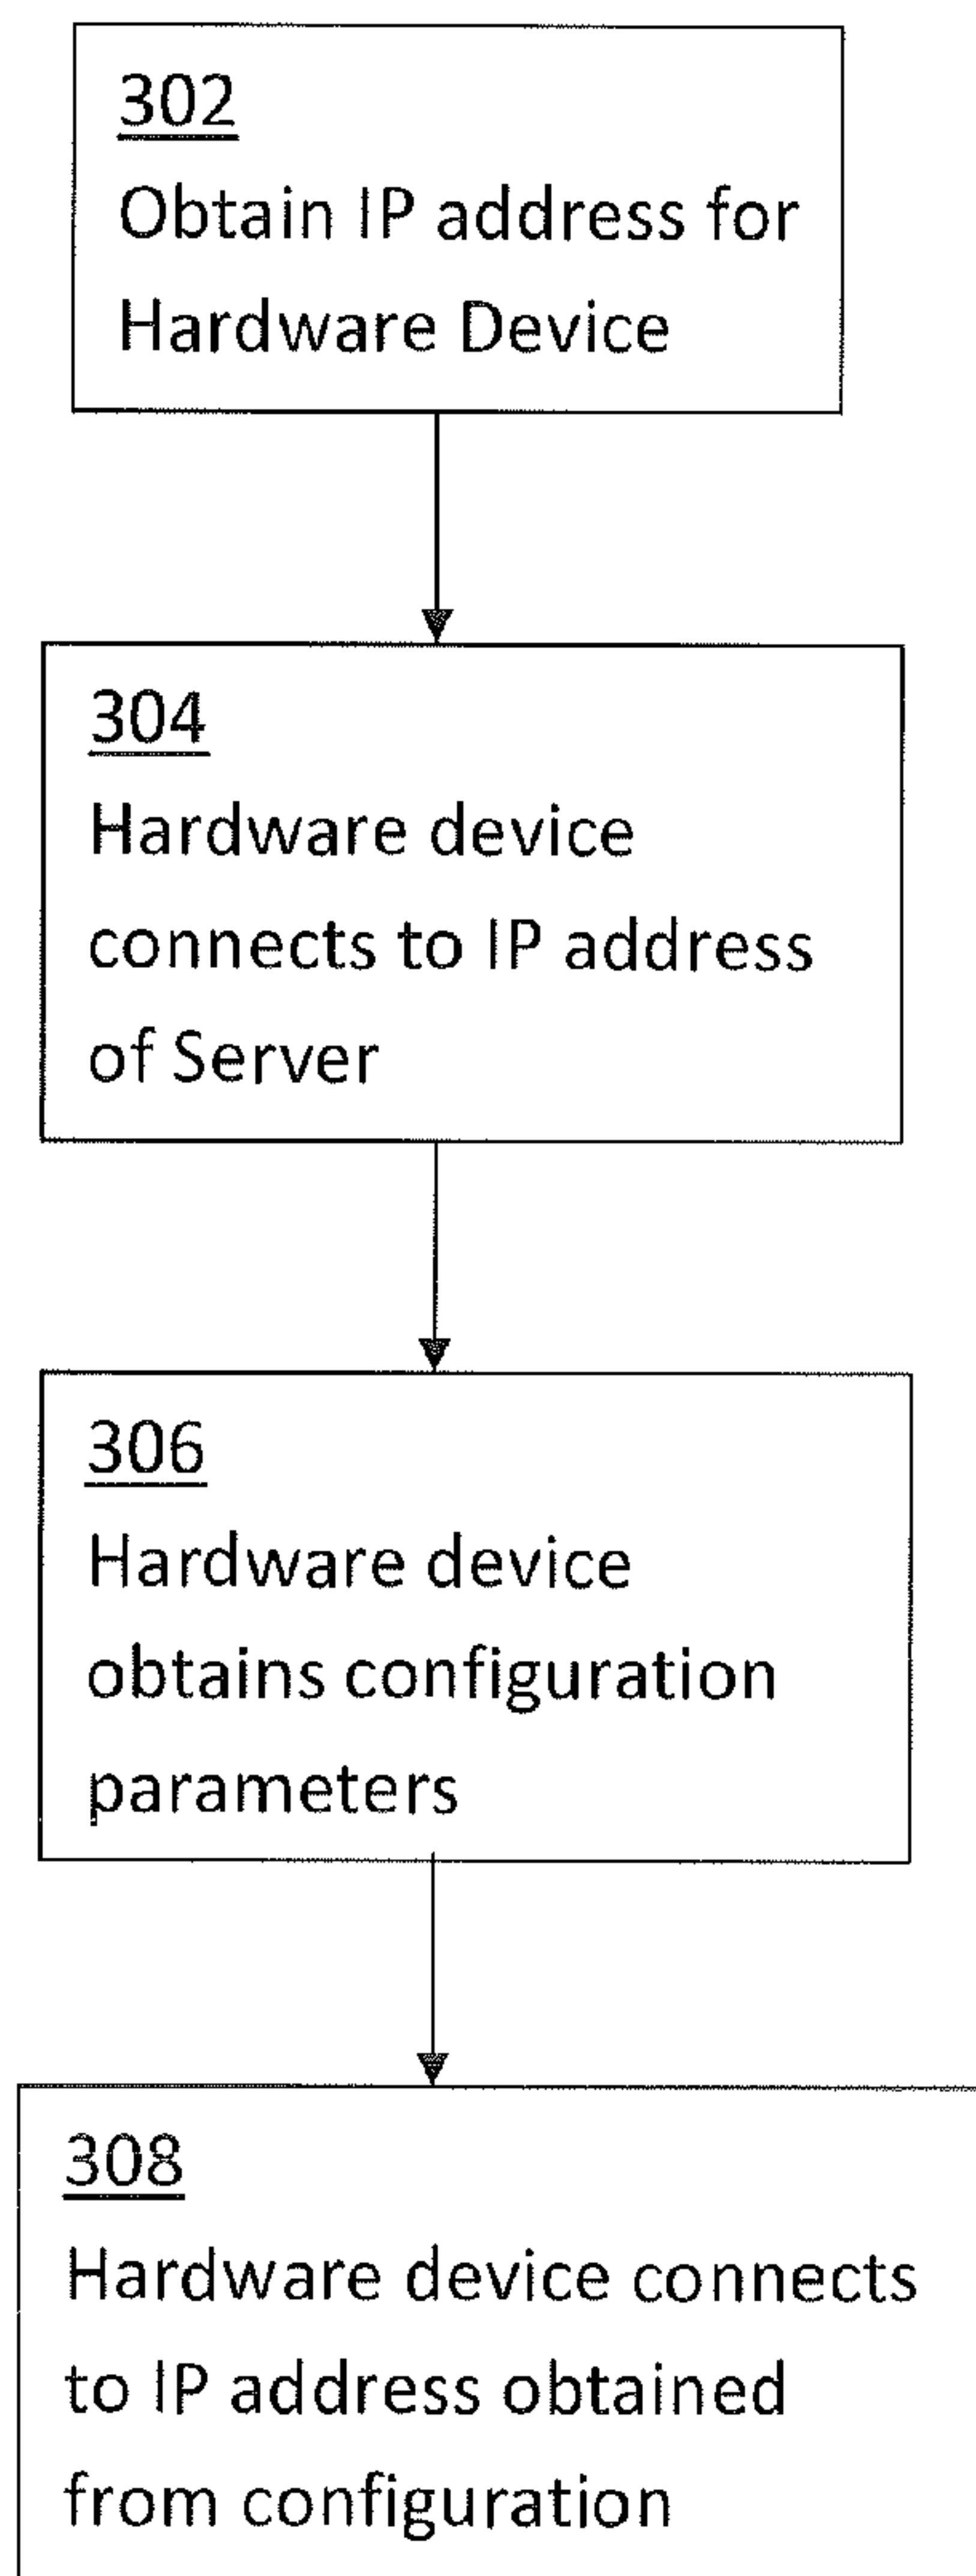 302
Obtain IP address for
Hardware Device
304
Hardware device
connects to IP address
of Server
306
Hardware device
obtains configuration
parameters
308
Hardware device connects
to IP address obtained
from configuration